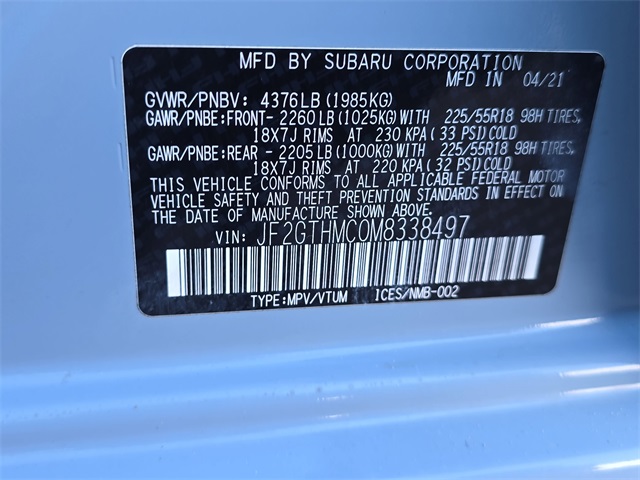 MFD BY SUBARU CORPORATION
MFD IN 04/21
GVWR/PNBV: 4376LB(1985KG)
GAWR/PNBE:FRONT- 2260LB(1025KG)WITH 225/55R18 98H TIRES,
18X7J RIMS AT 230 KPA(33 PSI)COLD
GAWR/PNBE:REAR - 2205LB(1000KG)WITH 225/55R18 98H TIRES,
18X7J RIMS AT 220 KPA(32 PSI)COLD
THIS VEHICLE CONFORMS TO ALL APPLICABLE FEDERAL MOTOR
VEHICLE SAFETY AND THEFT PREVENTION STANDARDS IN EFFECT ON
THE DATE OF MANUFACTURE SHOWN ABOVE.
VIN: JF2GTHMC0M8338497
TYPE:MPV/VTUM ICES/NMB-002